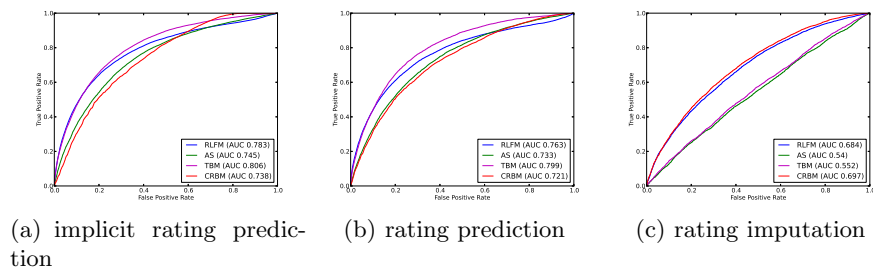 1.0
0.8
0.6
0.4
0.2
0.0
0.0 0.2 0.4 0.6 0.8 1.0
True Positive Rate
False Positive Rate
RLFM (AUC 0.783)
AS (AUC 0.745)
TBM (AUC 0.806)
CRBM (AUC 0.738)
(a) implicit rating predic-
tion
1.0
0.8
0.6
0.4
0.2
0.0
0.0 0.2 0.4 0.6 0.8 1.0
True Positive Rate
False Positive Rate
RLFM (AUC 0.763)
AS (AUC 0.733)
TBM (AUC 0.799)
CRBM (AUC 0.721)
(b) rating prediction
1.0
0.8
0.6
0.4
0.2
0.0
0.0 0.2 0.4 0.6 0.8 1.0
True Positive Rate
False Positive Rate
RLFM (AUC 0.684)
AS (AUC 0.54)
TBM (AUC 0.552)
CRBM (AUC 0.697)
(c) rating imputation